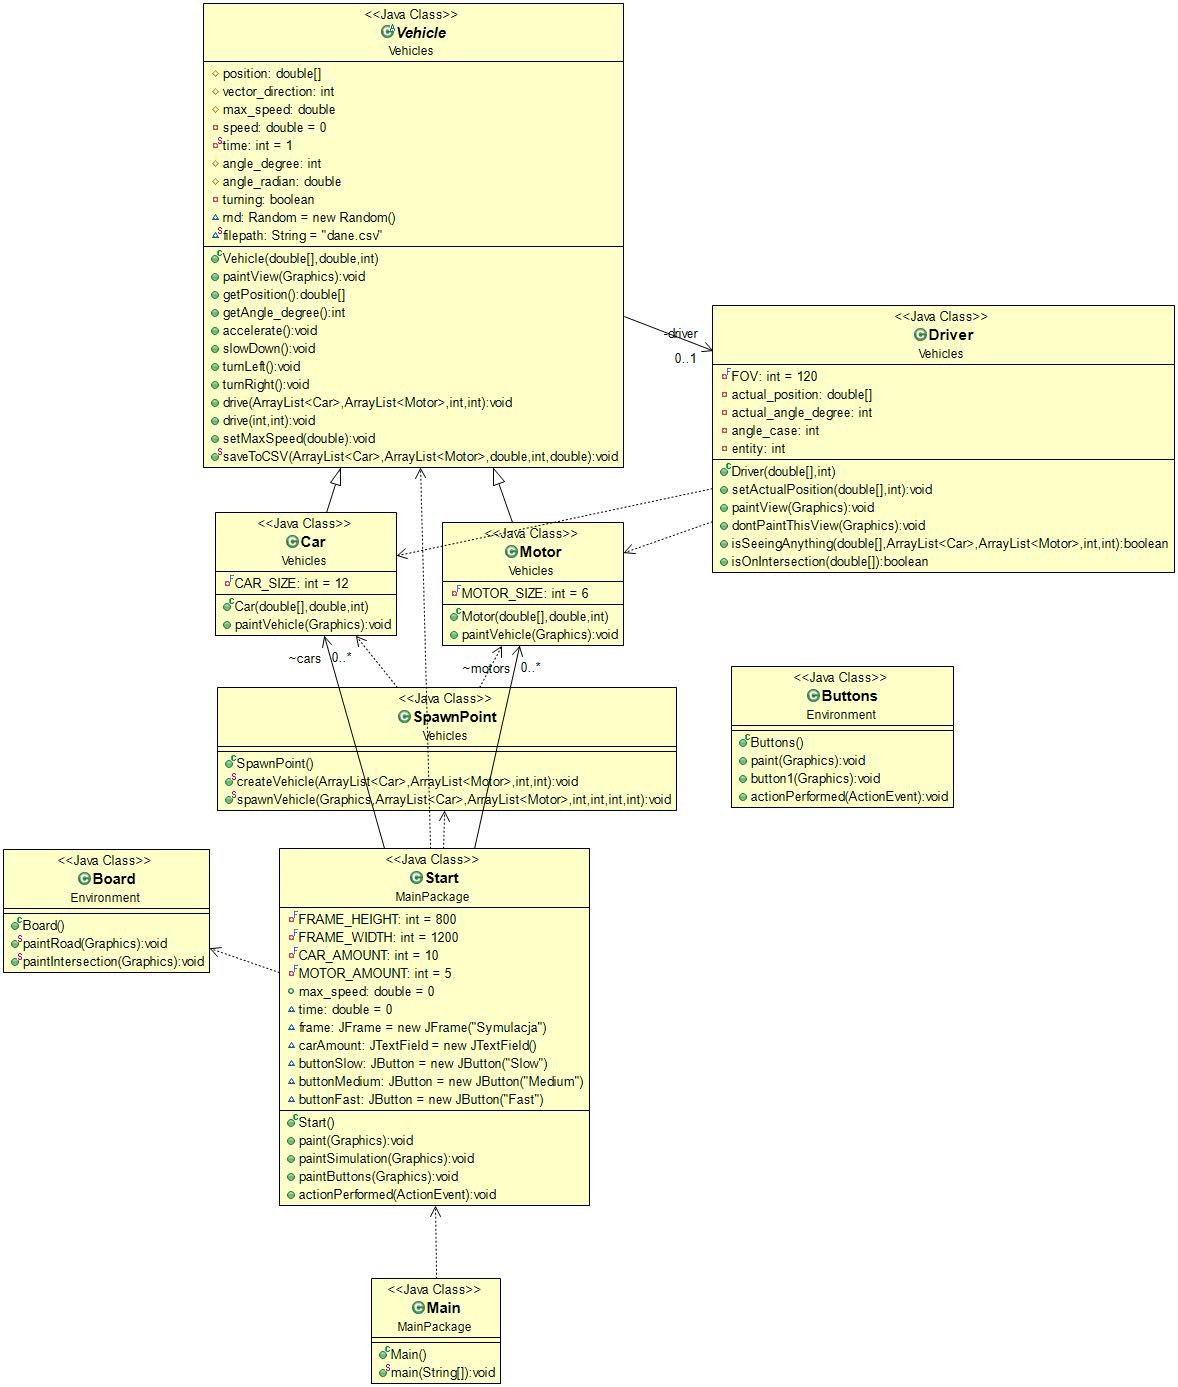 <<Java Class>>
Vehicle
Vehicles
position: double[]
vector_direction: int
max_speed: double
speed: double = 0
time: int = 1
angle_degree: int
angle_radian: double
turning: boolean
rnd: Random = new Random()
filepath: String = "dane.csv"
Vehicle(double[],double,int)
paintView(Graphics):void
getPosition():double[]
getAngle_degree():int
accelerate():void
slowDown():void
turnLeft():void
turnRight():void
drive(ArrayList<Car>,ArrayList<Motor>,int,int):void
drive(int,int):void
setMaxSpeed(double):void
saveToCSV(ArrayList<Car>,ArrayList<Motor>,double,int,double):void
-driver
0..1
<<Java Class>>
Driver
Vehicles
FOV: int = 120
actual_position: double[]
actual_angle_degree: int
angle_case: int
entity: int
Driver(double[],int)
setActualPosition(double[],int):void
paintView(Graphics):void
dontPaintThisView(Graphics):void
isSeeingAnything(double[],ArrayList<Car>,ArrayList<Motor>,int,int):boolean
isOnIntersection(double[]):boolean
<<Java Class>>
Car
Vehicles
CAR_SIZE: int = 12
Car(double[],double,int)
paintVehicle(Graphics):void
<<Java Class>>
Motor
Vehicles
MOTOR_SIZE: int = 6
Motor(double[],double,int)
paintVehicle(Graphics):void
~cars
0..*
~motors
0..*
<<Java Class>>
SpawnPoint
Vehicles
SpawnPoint()
createVehicle(ArrayList<Car>,ArrayList<Motor>,int,int):void
spawnVehicle(Graphics,ArrayList<Car>,ArrayList<Motor>,int,int,int,int):void
<<Java Class>>
Buttons
Environment
Buttons()
paint(Graphics):void
button1(Graphics):void
actionPerformed(ActionEvent):void
<<Java Class>>
Board
Environment
Board()
paintRoad(Graphics):void
paintIntersection(Graphics):void
<<Java Class>>
Start
MainPackage
FRAME_HEIGHT: int = 800
FRAME_WIDTH: int = 1200
CAR_AMOUNT: int = 10
MOTOR_AMOUNT: int = 5
max_speed: double = 0
time: double = 0
frame: JFrame = new JFrame("Symulacja")
carAmount: JTextField = new JTextField()
buttonSlow: JButton = new JButton("Slow")
buttonMedium: JButton = new JButton("Medium")
buttonFast: JButton = new JButton("Fast")
Start()
paint(Graphics):void
paintSimulation(Graphics):void
paintButtons(Graphics):void
actionPerformed(ActionEvent):void
<<Java Class>>
Main
MainPackage
Main()
main(String[]):void